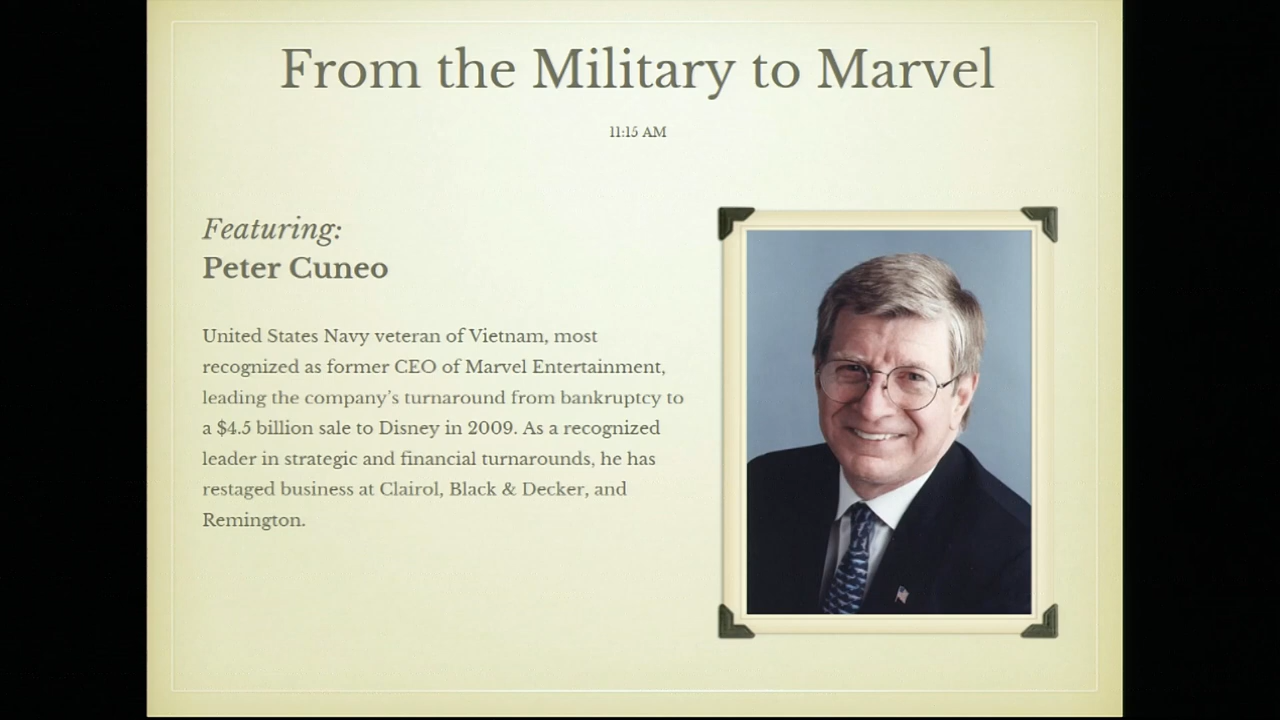 From the Military to Marvel
11:15 AM
Featuring:
Peter Cuneo
United States Navy veteran of Vietnam, most
recognized as former CEO of Marvel Entertainment,
leading the company’s turnaround from bankruptcy to
a $4.5 billion sale to Disney in 2009. As a recognized
leader in strategic and financial turnarounds, he has
restaged business at Clairol, Black & Decker, and
Remington.